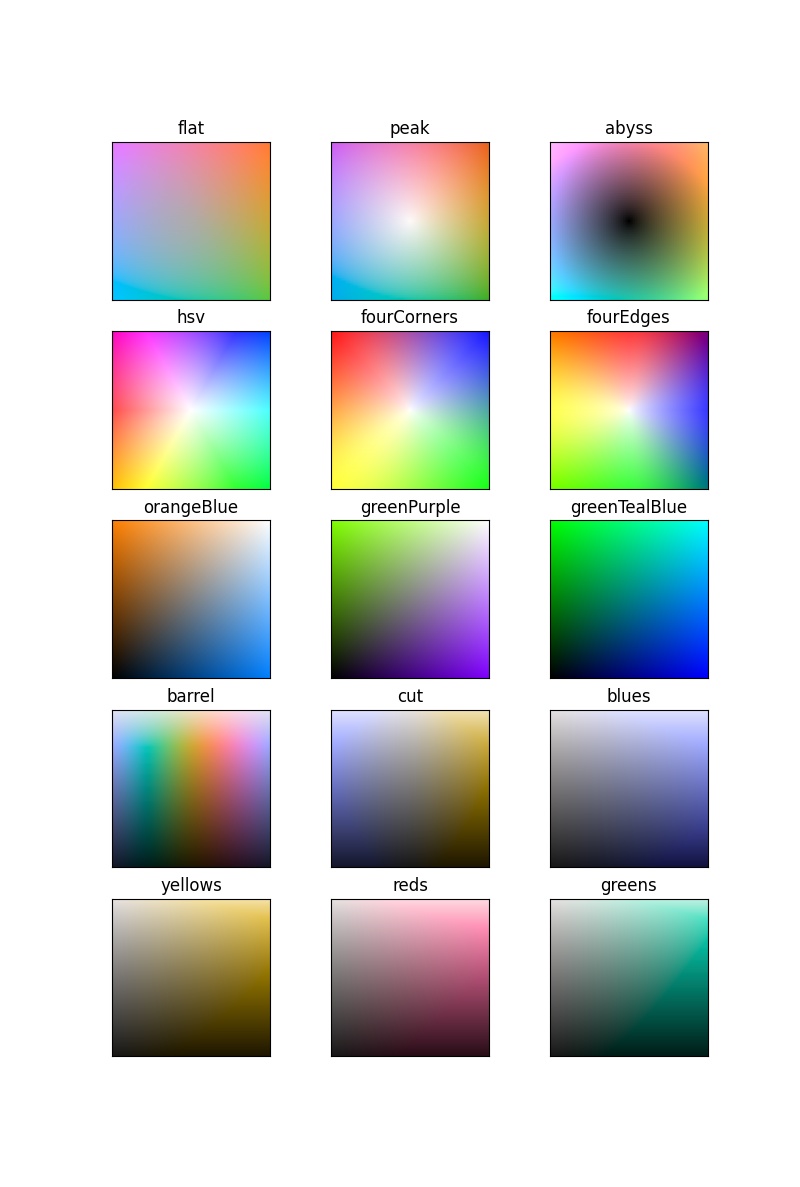 flat
peak
abyss
hsv
fourCorners
fourEdges
orangeBlue
greenPurple
greenTealBlue
barrel
cut
blues
yellows
reds
greens